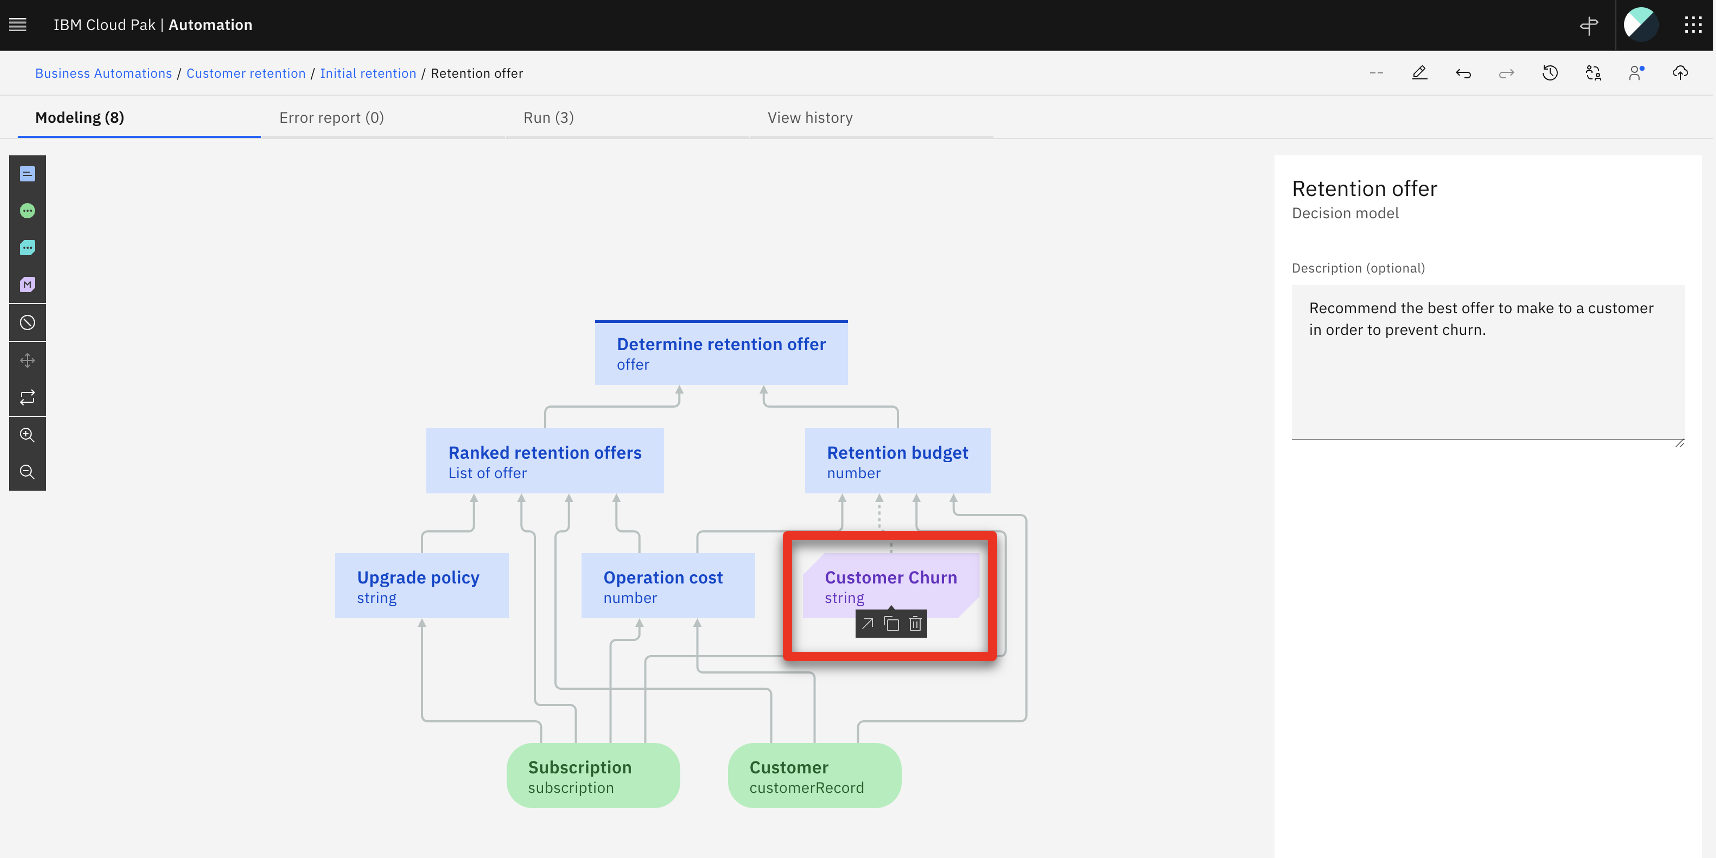 IBM Cloud Pak | Automation
Business Automations / Customer retention / Initial retention / Retention offer
--
Modeling (8)
Error report (0)
Run (3)
View history
M
Retention offer
Decision model
Description (optional)
Recommend the best offer to make to a customer
in order to prevent churn.
Determine retention offer
offer
Ranked retention offers
List of offer
Retention budget
number
Upgrade policy
string
Operation cost
number
Customer Churn
string
Subscription
subscription
Customer
customerRecord